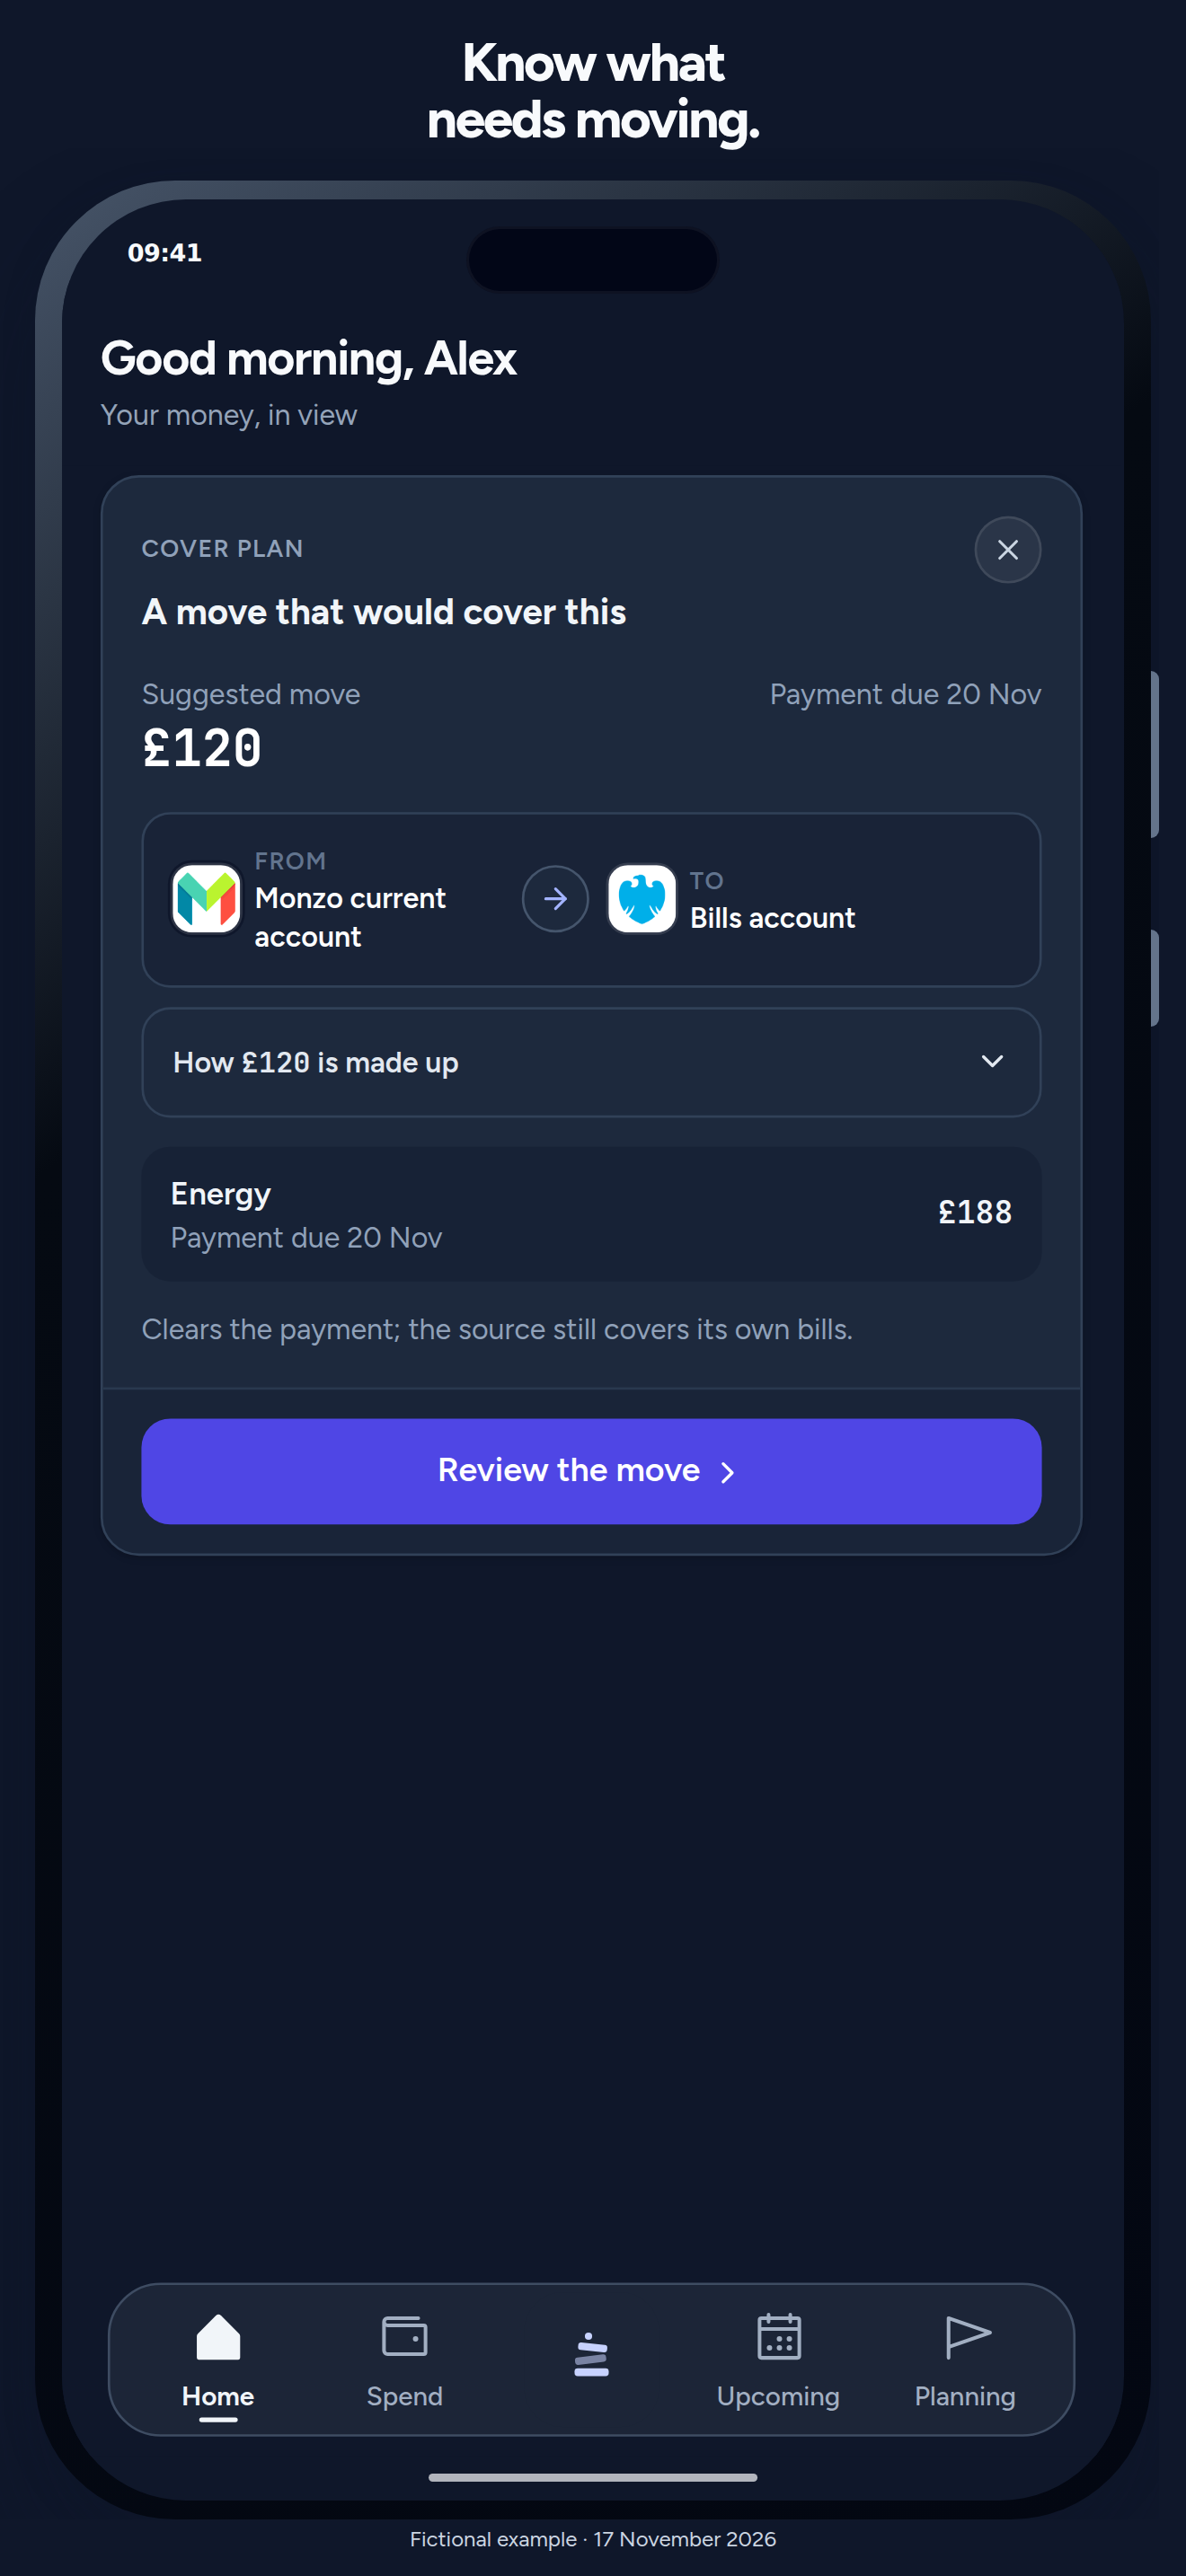 Know what
needs moving.
09:41
Good morning, Alex
Your money, in view
COVER PLAN
A move that would cover this
Suggested move
Payment due 20 Nov
£120
FROM
Monzo current
account
TO
Bills account
How £120 is made up
Energy
Payment due 20 Nov
£188
Clears the payment; the source still covers its own bills.
Review the move
Home
Spend
Upcoming
Planning
Fictional example · 17 November 2026